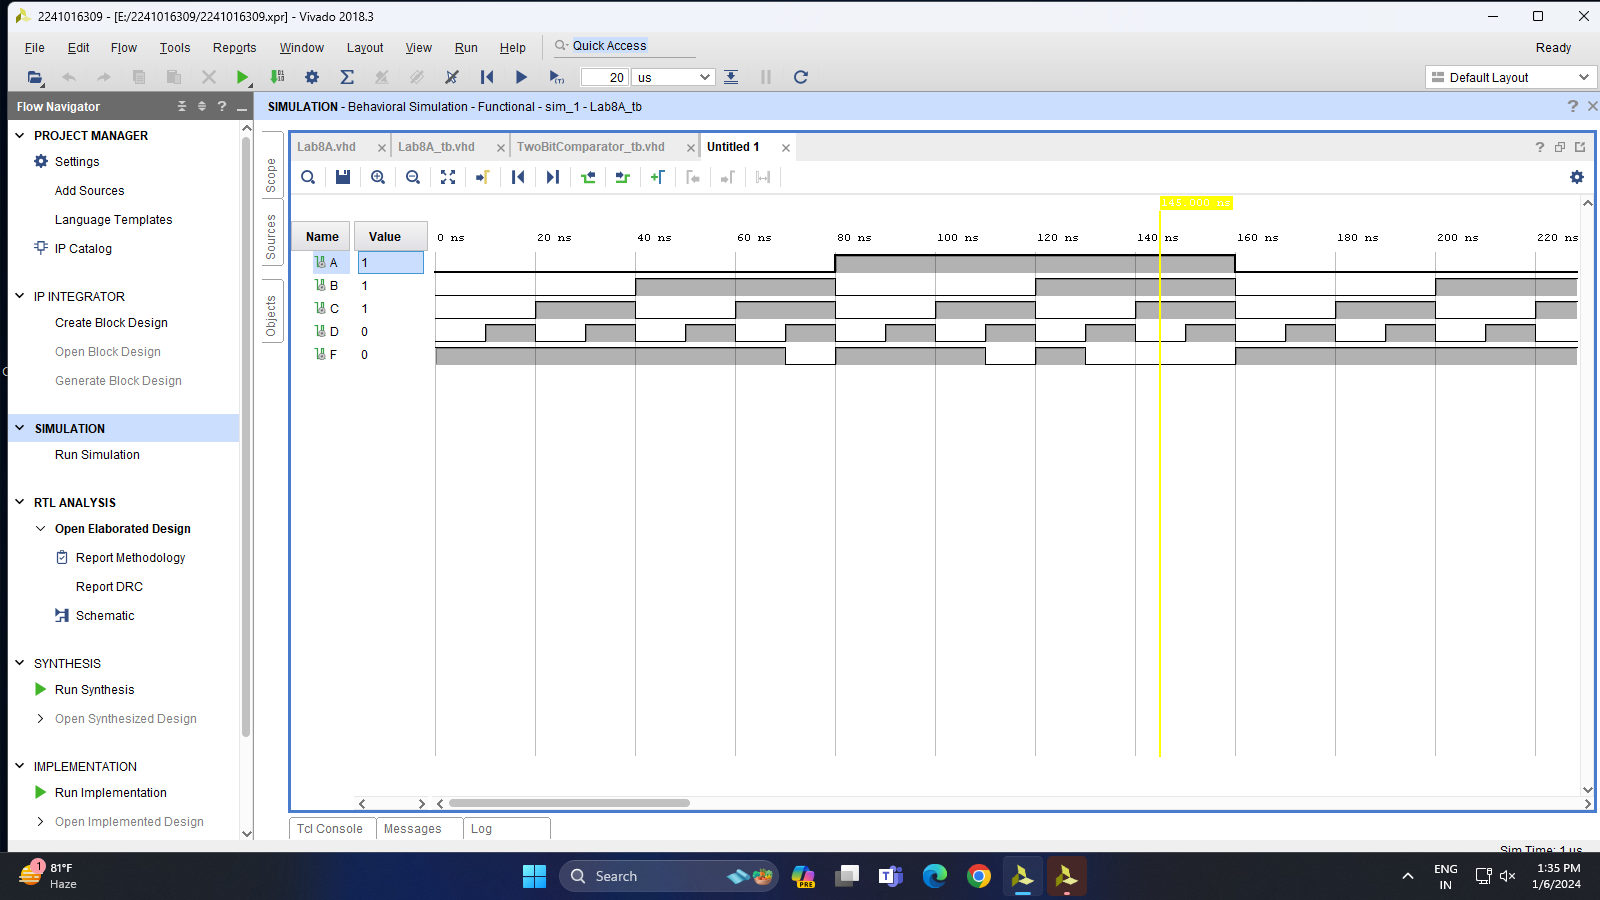 2241016309 - [E:/2241016309/2241016309.xpr] - Vivado 2018.3
File Edit Flow Tools Reports Window Layout View Run Help Quick Access Ready
20 us Default Layout
Flow Navigator
SIMULATION - Behavioral Simulation - Functional - sim_1 - Lab8A_tb
PROJECT MANAGER
Settings
Add Sources
Language Templates
IP Catalog
IP INTEGRATOR
Create Block Design
Open Block Design
Generate Block Design
SIMULATION
Run Simulation
RTL ANALYSIS
Open Elaborated Design
Report Methodology
Report DRC
Schematic
SYNTHESIS
Run Synthesis
Open Synthesized Design
IMPLEMENTATION
Run Implementation
Open Implemented Design
Scope
Sources
Objects
Lab8A.vhd Lab8A_tb.vhd TwoBitComparator_tb.vhd Untitled 1
Name Value 0 ns 20 ns 40 ns 60 ns 80 ns 100 ns 120 ns 140 ns 160 ns 180 ns 200 ns 220 ns
A 1
B 1
C 1
D 0
F 0
Tcl Console Messages Log
Sim Time: 1 us
1 81°F
Haze
Search
PRE
ENG
IN
1:35 PM
1/6/2024